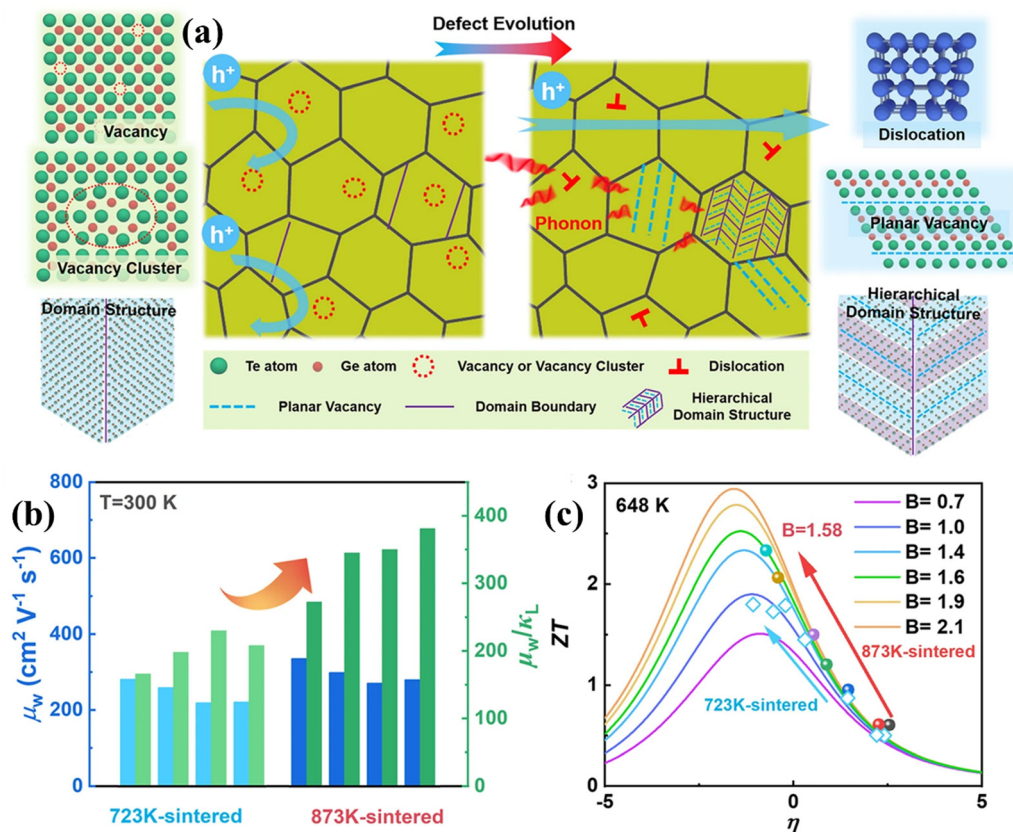 (a)
Defect Evolution
Vacancy
Vacancy Cluster
Domain Structure
h+
h+
h+
Phonon
Dislocation
Planar Vacancy
Hierarchical
Domain Structure
Te atom
Ge atom
Vacancy or Vacancy Cluster
Dislocation
Planar Vacancy
Domain Boundary
Hierarchical
Domain Structure
(b)
T=300 K
μw (cm² V⁻¹ s⁻¹)
800
600
400
200
0
400
300
200
100
0
μw/κL
723K-sintered
873K-sintered
(c)
648 K
ZT
3
2
1
0
-5
0
5
η
B= 0.7
B= 1.0
B= 1.4
B= 1.6
B= 1.9
B= 2.1
B=1.58
873K-sintered
723K-sintered